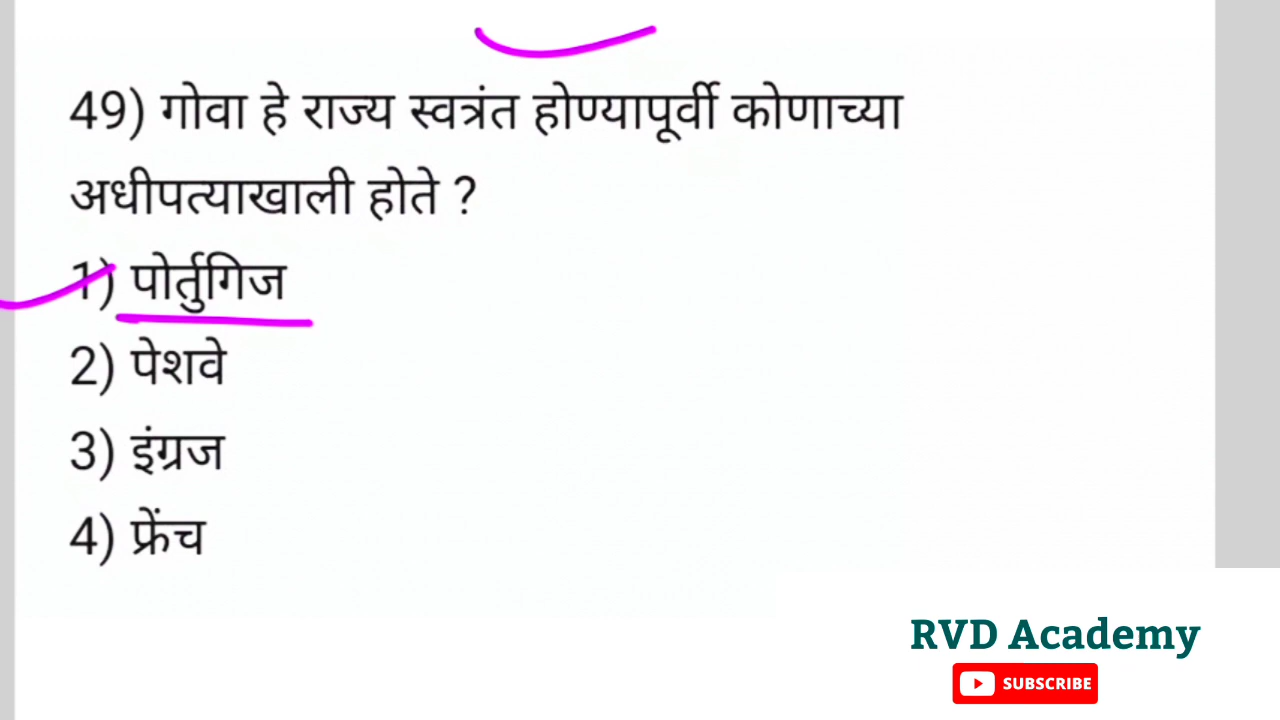 49) गोवा हे राज्य स्वत्रंत होण्यापूर्वी कोणाच्या
अधीपत्याखाली होते ?
1) पोर्तुगिज
2) पेशवे
3) इंग्रज
4) फ्रेंच
RVD Academy
SUBSCRIBE